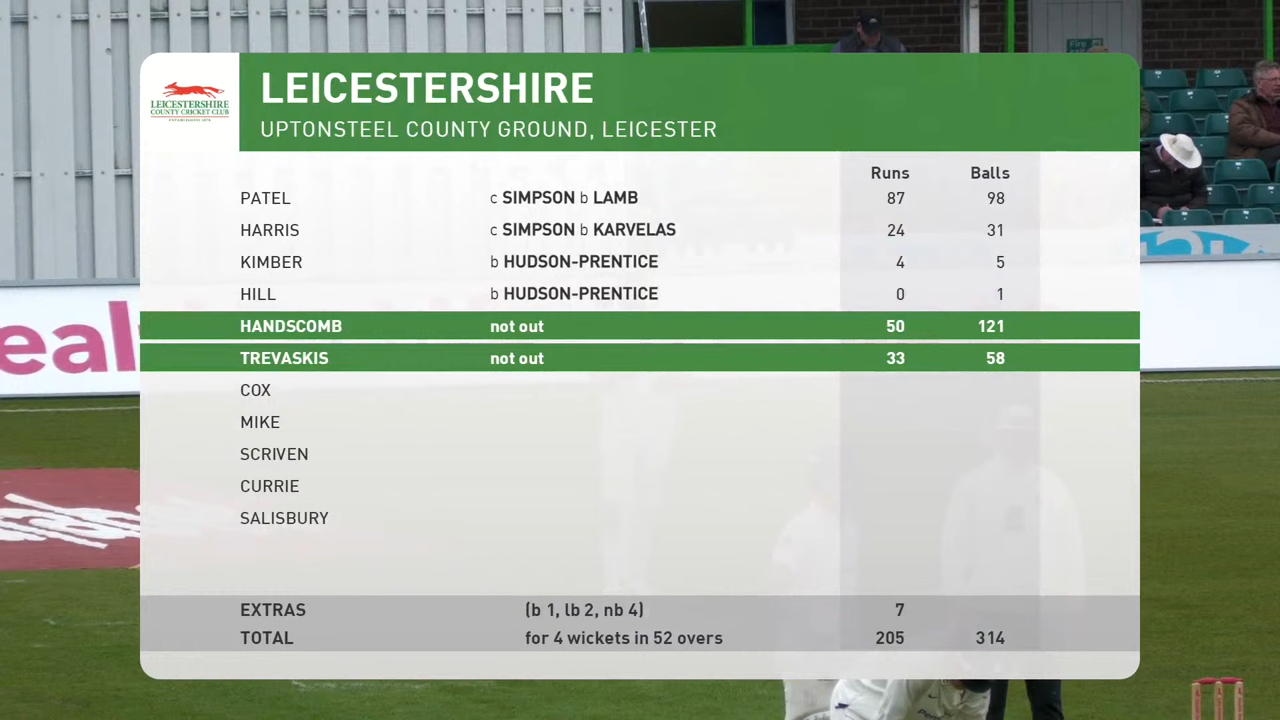 LEICESTERSHIRE
UPTONSTEEL COUNTY GROUND, LEICESTER
LEICESTERSHIRE
COUNTY CRICKET CLUB
Runs Balls
PATEL c SIMPSON b LAMB 87 98
HARRIS c SIMPSON b KARVELAS 24 31
KIMBER b HUDSON-PRENTICE 4 5
HILL b HUDSON-PRENTICE 0 1
HANDSCOMB not out 50 121
TREVASKIS not out 33 58
COX
MIKE
SCRIVEN
CURRIE
SALISBURY
EXTRAS (b 1, lb 2, nb 4) 7
TOTAL for 4 wickets in 52 overs 205 314
Fire
eal